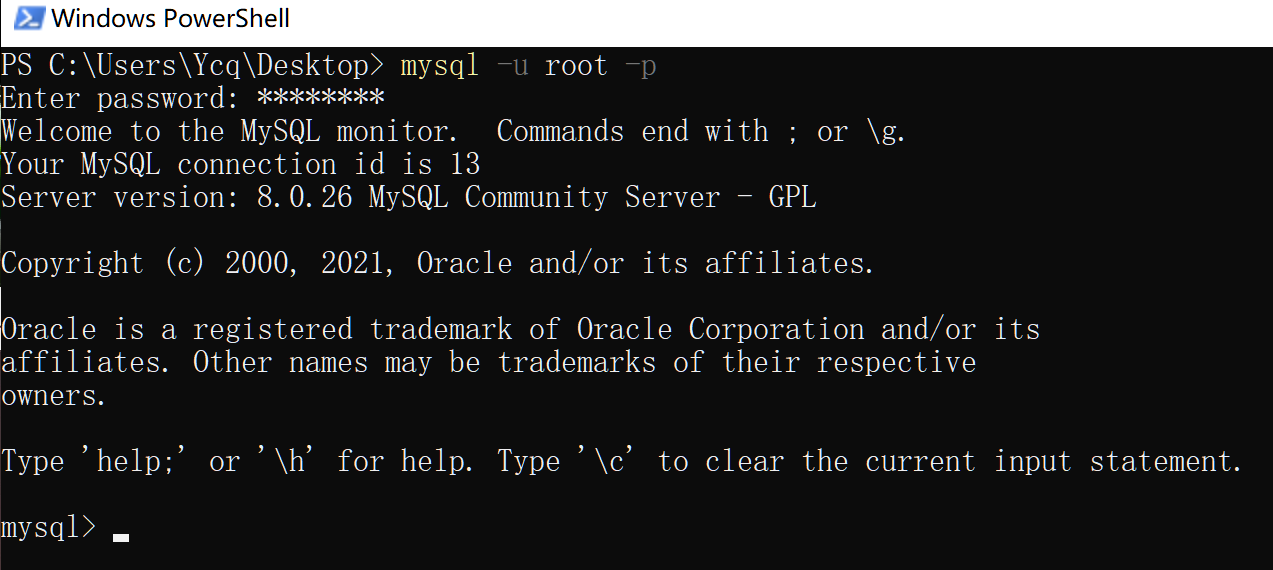 Windows PowerShell
PS C:\Users\Ycq\Desktop> mysql -u root -p
Enter password: ********
Welcome to the MySQL monitor.  Commands end with ; or \g.
Your MySQL connection id is 13
Server version: 8.0.26 MySQL Community Server - GPL
Copyright (c) 2000, 2021, Oracle and/or its affiliates.
Oracle is a registered trademark of Oracle Corporation and/or its
affiliates. Other names may be trademarks of their respective
owners.
Type 'help;' or '\h' for help. Type '\c' to clear the current input statement.
mysql>